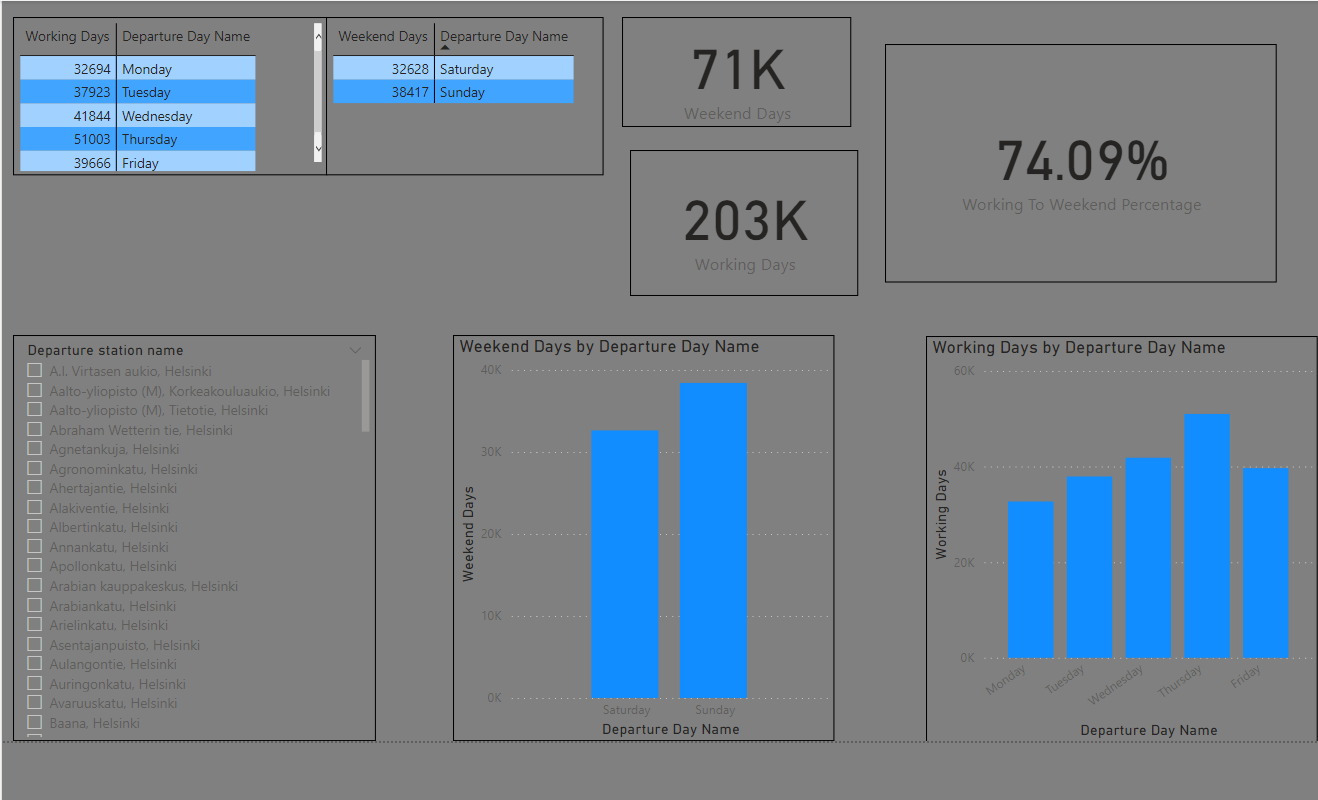 Working Days Departure Day Name
32694 Monday
37923 Tuesday
41844 Wednesday
51003 Thursday
39666 Friday
Weekend Days Departure Day Name
32628 Saturday
38417 Sunday
71K
Weekend Days
203K
Working Days
74.09%
Working To Weekend Percentage
Departure station name
A.I. Virtasen aukio, Helsinki
Aalto-yliopisto (M), Korkeakouluaukio, Helsinki
Aalto-yliopisto (M), Tietotie, Helsinki
Abraham Wetterin tie, Helsinki
Agnetankuja, Helsinki
Agronominkatu, Helsinki
Ahertajantie, Helsinki
Alakiventie, Helsinki
Albertinkatu, Helsinki
Annankatu, Helsinki
Apollonkatu, Helsinki
Arabian kauppakeskus, Helsinki
Arabiankatu, Helsinki
Arielinkatu, Helsinki
Asentajanpuisto, Helsinki
Aulangontie, Helsinki
Auringonkatu, Helsinki
Avaruuskatu, Helsinki
Baana, Helsinki
Weekend Days by Departure Day Name
Weekend Days
40K
30K
20K
10K
0K
Saturday Sunday
Departure Day Name
Working Days by Departure Day Name
Working Days
60K
40K
20K
0K
Monday Tuesday Wednesday Thursday Friday
Departure Day Name